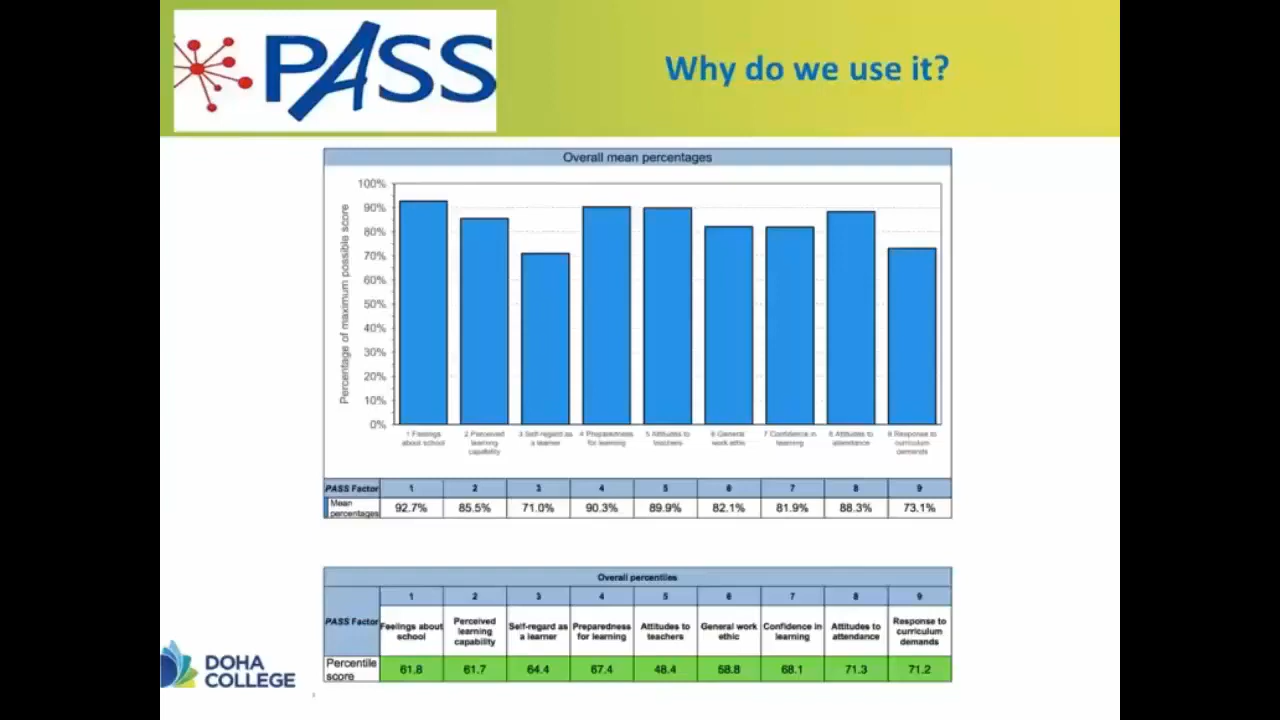 PASS
Why do we use it?
Overall mean percentages
Percentage of maximum possible score
100%
90%
80%
70%
60%
50%
40%
30%
20%
10%
0%
1 Feelings about school
2 Perceived learning capability
3 Self-regard as a learner
4 Preparedness for learning
5 Attitudes to teachers
6 General work ethic
7 Confidence in learning
8 Attitudes to attendance
9 Response to curriculum demands
PASS Factor 1 2 3 4 5 6 7 8 9
Mean percentages 92.7% 85.5% 71.0% 90.3% 89.9% 82.1% 81.9% 88.3% 73.1%
Overall percentiles
1 2 3 4 5 6 7 8 9
PASS Factor Feelings about school Perceived learning capability Self-regard as a learner Preparedness for learning Attitudes to teachers General work ethic Confidence in learning Attitudes to attendance Response to curriculum demands
Percentile score 61.8 61.7 64.4 67.4 48.4 58.8 68.1 71.3 71.2
DOHA
COLLEGE